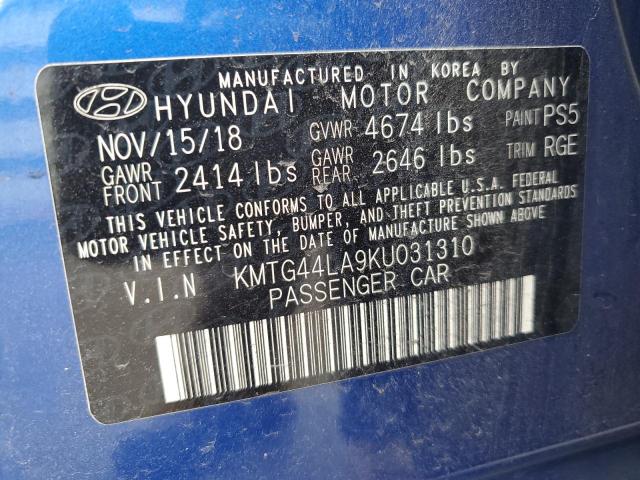 MANUFACTURED IN KOREA BY
HYUNDAI MOTOR COMPANY
NOV/15/18 GVWR 4674 lbs PAINT PS5
GAWR FRONT 2414 lbs GAWR REAR 2646 lbs TRIM RGE
THIS VEHICLE CONFORMS TO ALL APPLICABLE U.S.A. FEDERAL
MOTOR VEHICLE SAFETY, BUMPER, AND THEFT PREVENTION STANDARDS
IN EFFECT ON THE DATE OF MANUFACTURE SHOWN ABOVE
V.I.N KMTG44LA9KU031310
PASSENGER CAR